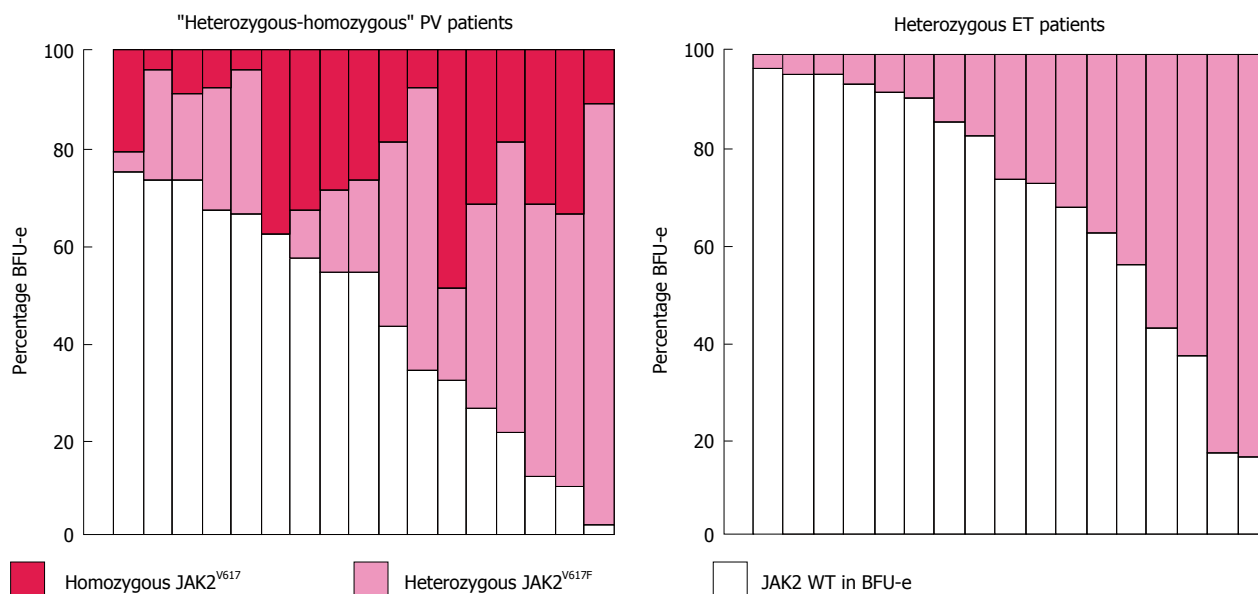 "Heterozygous-homozygous" PV patients
Percentage BFU-e
100
80
60
40
20
0
Heterozygous ET patients
Percentage BFU-e
100
80
60
40
20
0
Homozygous JAK2V617
Heterozygous JAK2V617F
JAK2 WT in BFU-e